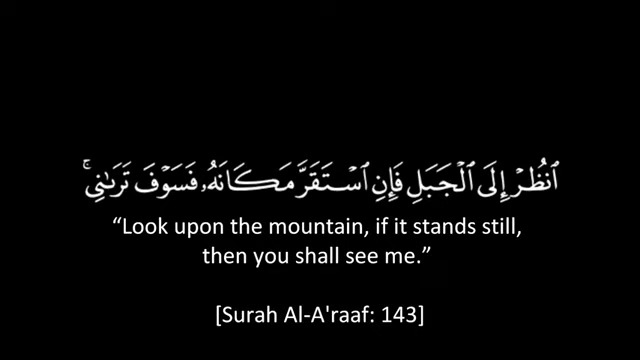 ٱنظُرْ إِلَى ٱلْجَبَلِ فَإِنِ ٱسْتَقَرَّ مَكَانَهُۥ فَسَوْفَ تَرَىٰنِى ۚ
“Look upon the mountain, if it stands still,
then you shall see me.”
[Surah Al-A'raaf: 143]